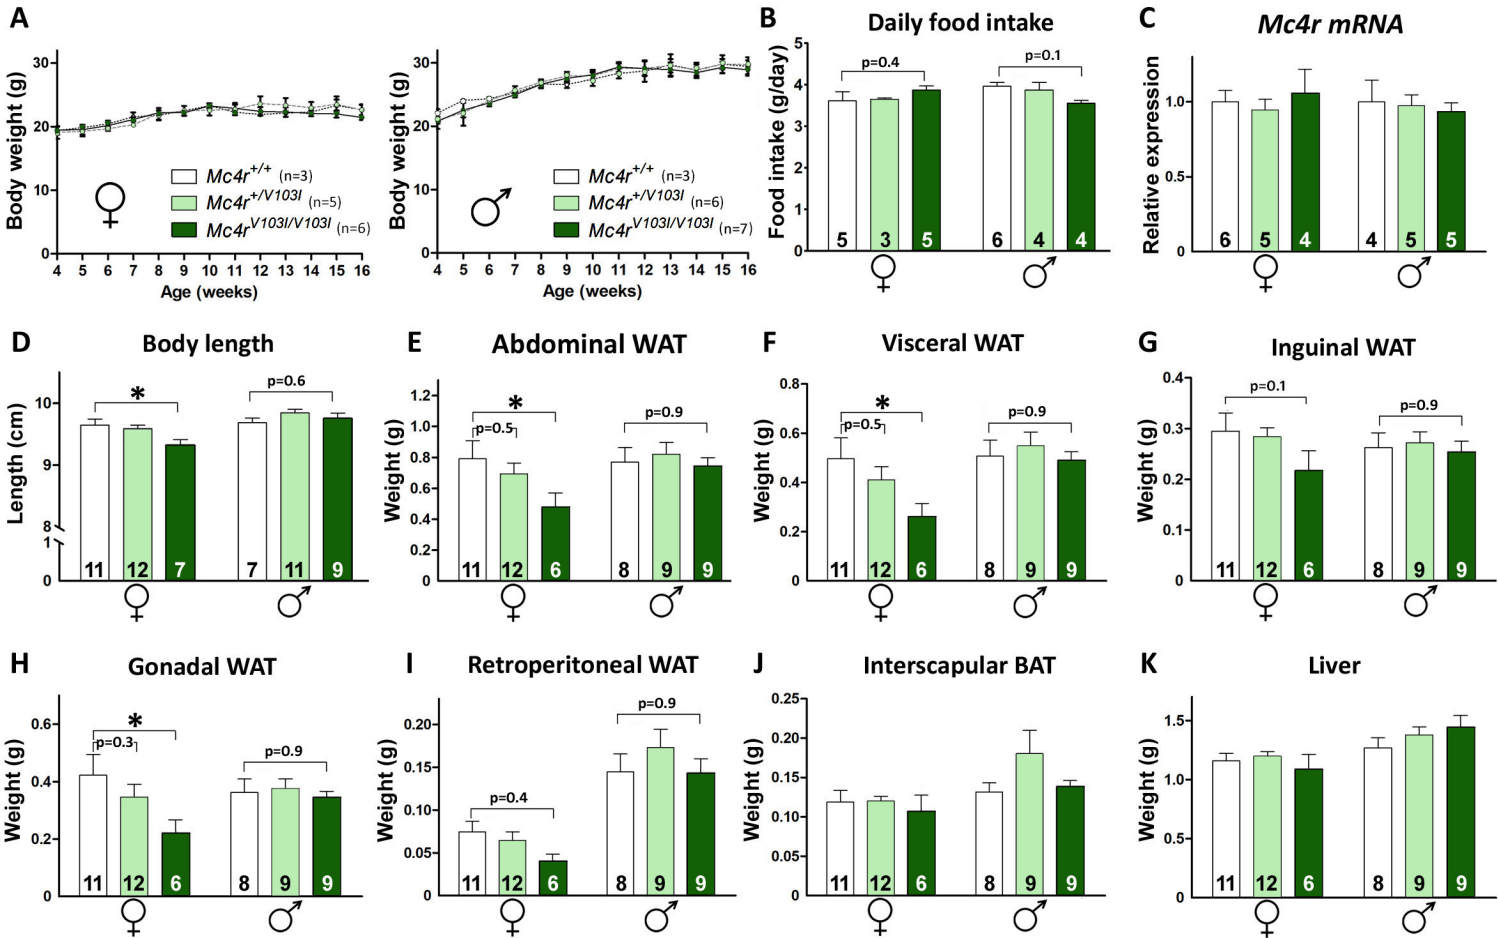 A
Body weight (g)
30
20
10
0
4 5 6 7 8 9 10 11 12 13 14 15 16
Age (weeks)
♀
Mc4r+/+ (n=3)
Mc4r+/V103I (n=5)
Mc4rV103I/V103I (n=6)
Body weight (g)
30
20
10
0
4 5 6 7 8 9 10 11 12 13 14 15 16
Age (weeks)
♂
Mc4r+/+ (n=3)
Mc4r+/V103I (n=6)
Mc4rV103I/V103I (n=7)
B
Daily food intake
Food intake (g/day)
5
4
3
2
1
0
p=0.4
p=0.1
5 3 5 6 4 4
♀ ♂
C
Mc4r mRNA
Relative expression
1.0
0.5
0
6 5 4 4 5 5
♀ ♂
D
Body length
Length (cm)
10
9
8
1
0
*
p=0.6
11 12 7 7 11 9
♀ ♂
E
Abdominal WAT
Weight (g)
1.2
1.0
0.8
0.6
0.4
0.2
0
*
p=0.5
p=0.9
11 12 6 8 9 9
♀ ♂
F
Visceral WAT
Weight (g)
0.8
0.6
0.4
0.2
0
*
p=0.5
p=0.9
11 12 6 8 9 9
♀ ♂
G
Inguinal WAT
Weight (g)
0.4
0.3
0.2
0.1
0
p=0.1
p=0.9
11 12 6 8 9 9
♀ ♂
H
Gonadal WAT
Weight (g)
0.6
0.4
0.2
0
*
p=0.3
p=0.9
11 12 6 8 9 9
♀ ♂
I
Retroperitoneal WAT
Weight (g)
0.20
0.15
0.10
0.05
0
p=0.4
p=0.9
11 12 6 8 9 9
♀ ♂
J
Interscapular BAT
Weight (g)
0.25
0.20
0.15
0.10
0.05
0
11 12 6 8 9 9
♀ ♂
K
Liver
Weight (g)
1.5
1.0
0.5
0
11 12 6 8 9 9
♀ ♂